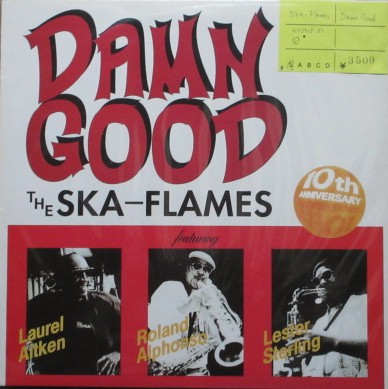 DAMN
GOOD
THE SKA-FLAMES
Ska-Flames
Damn Good
ABCD
¥3500
10th
ANNIVERSARY
featuring
Laurel
Aitken
Roland
Alphonso
Lester
Sterling